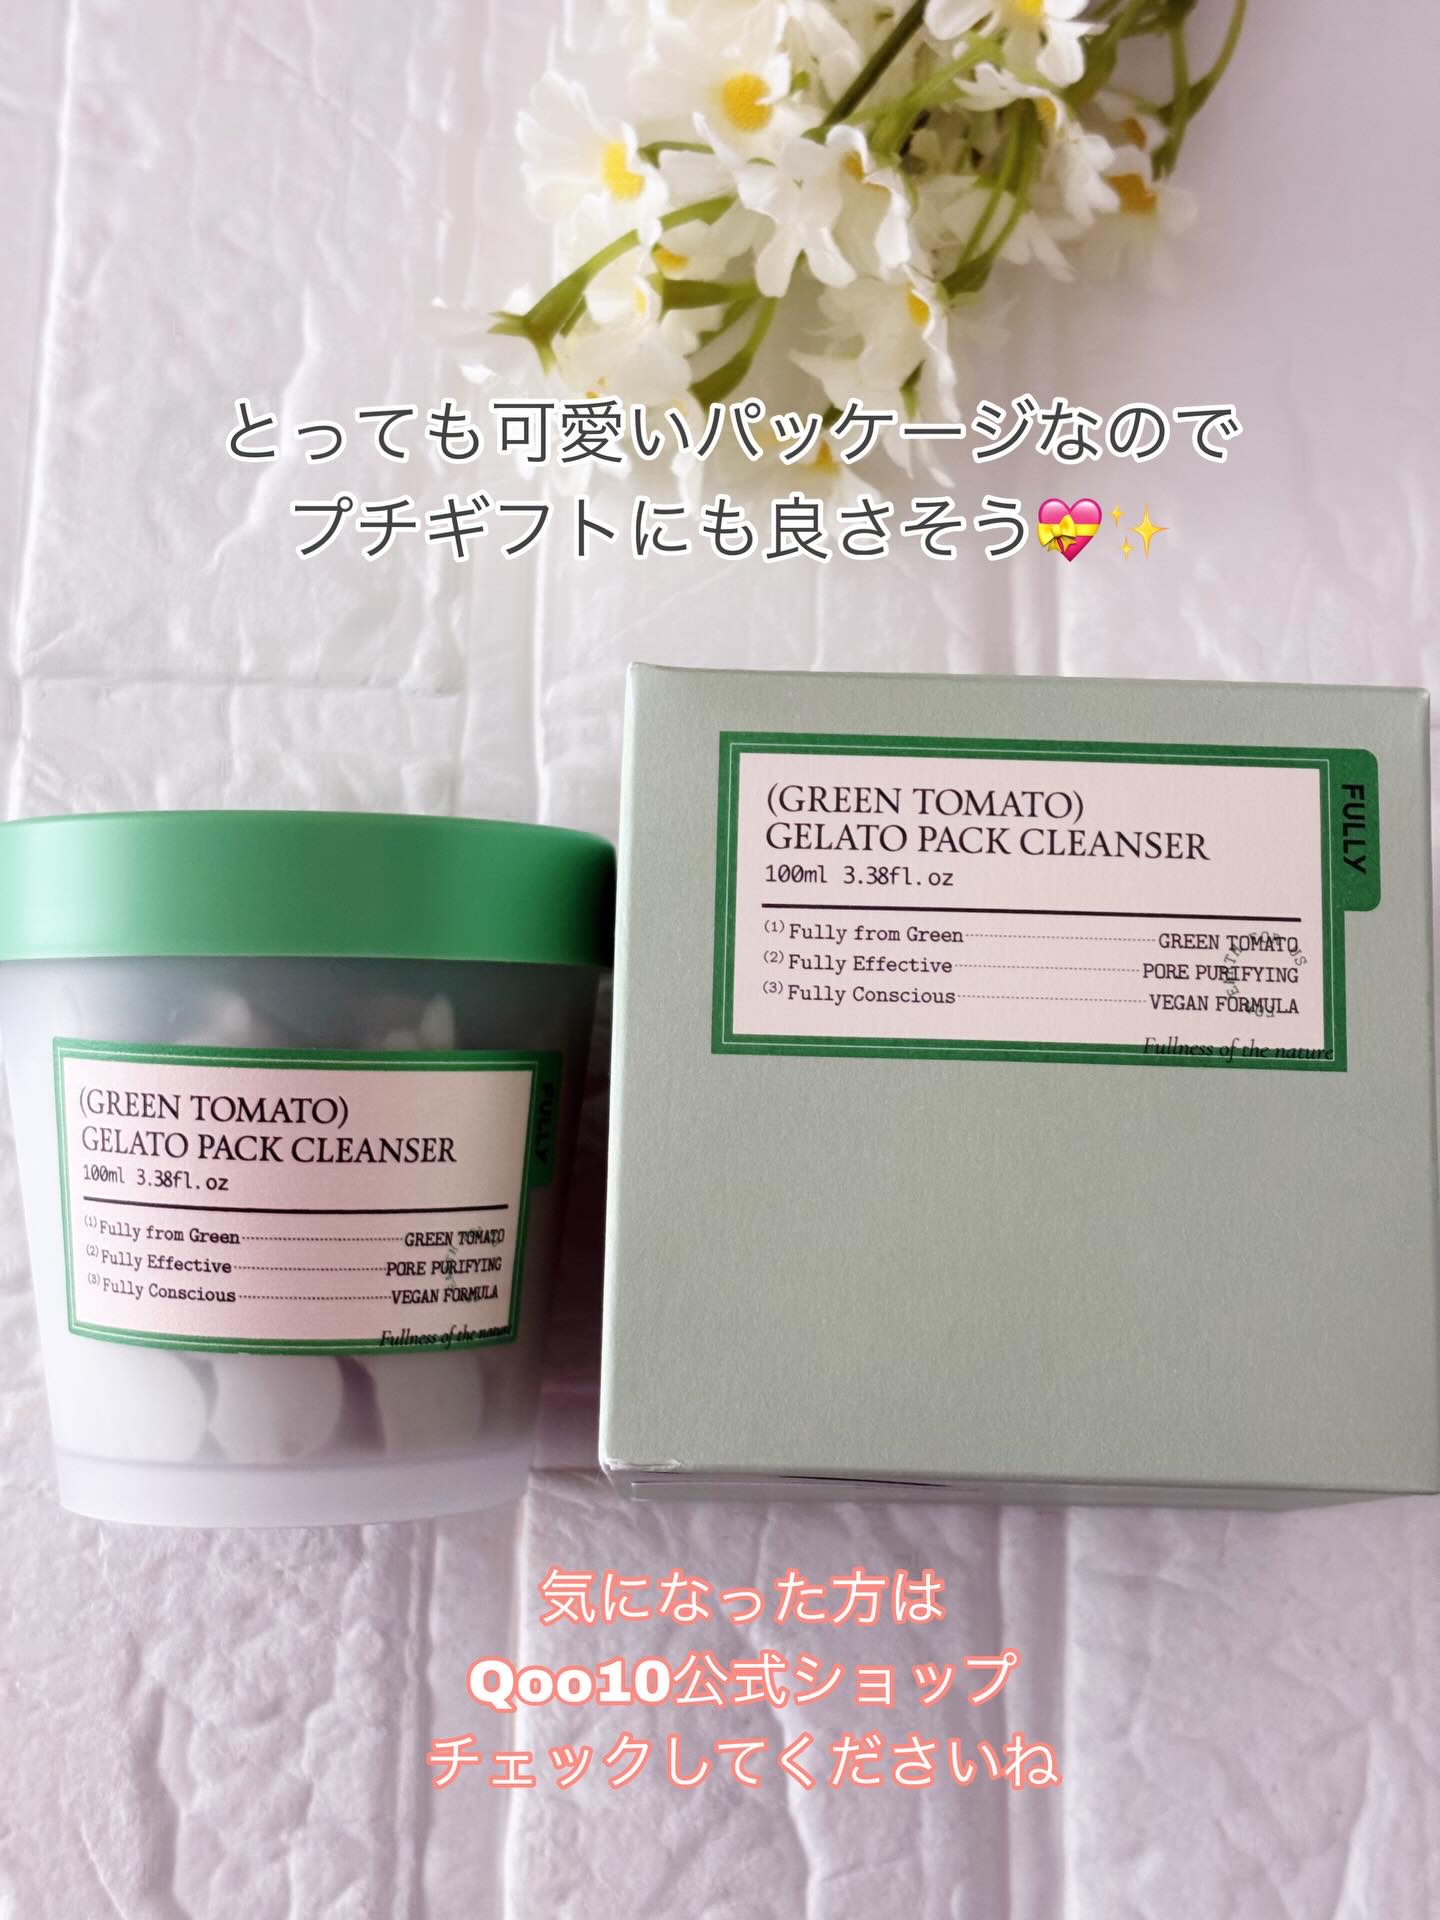 とっても可愛いパッケージなので
プチギフトにも良さそう💝✨
(GREEN TOMATO)
GELATO PACK CLEANSER
100ml 3.38fl.oz
(1) Fully from Green GREEN TOMATO
(2) Fully Effective PORE PURIFYING
(3) Fully Conscious VEGAN FORMULA
Fullness of the nature
FULLY
(GREEN TOMATO)
GELATO PACK CLEANSER
100ml 3.38fl.oz
(1) Fully from Green GREEN TOMATO
(2) Fully Effective PORE PURIFYING
(3) Fully Conscious VEGAN FORMULA
Fullness of the nature
FULLY
気になった方は
Qoo10公式ショップ
チェックしてくださいね